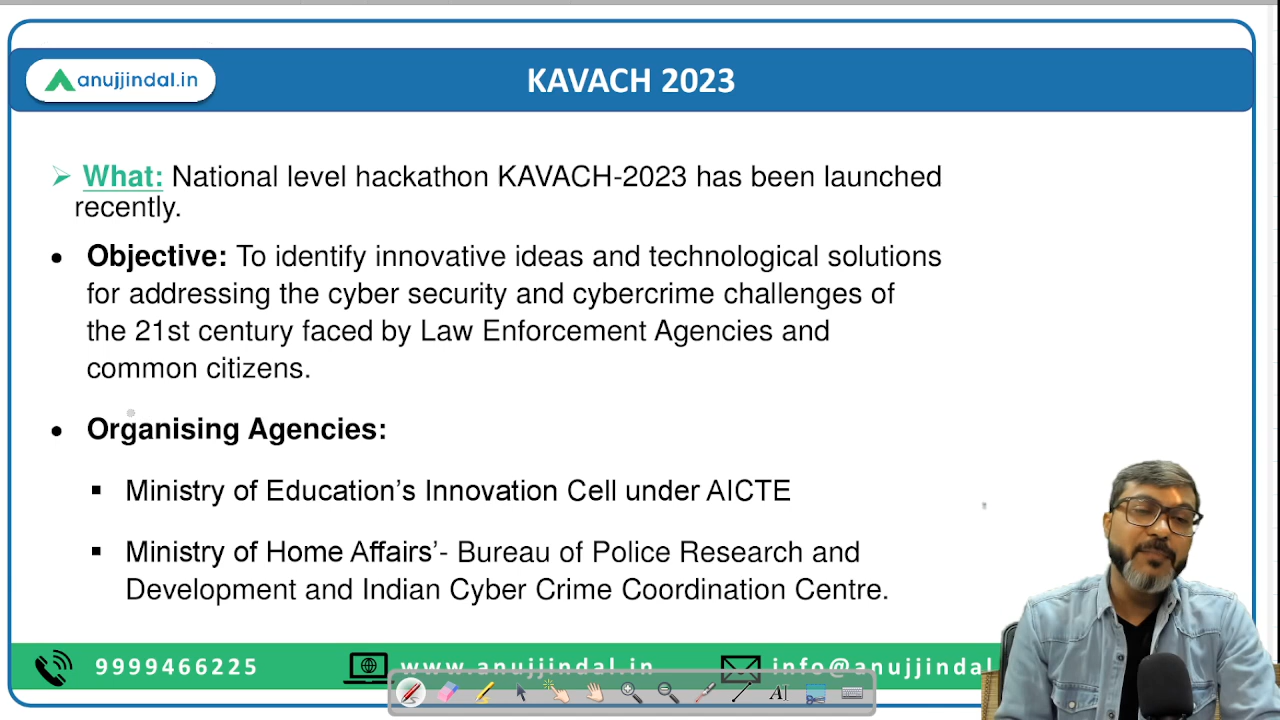 anujjindal.in
KAVACH 2023
What: National level hackathon KAVACH-2023 has been launched
recently.
Objective: To identify innovative ideas and technological solutions
for addressing the cyber security and cybercrime challenges of
the 21st century faced by Law Enforcement Agencies and
common citizens.
Organising Agencies:
Ministry of Education’s Innovation Cell under AICTE
Ministry of Home Affairs’- Bureau of Police Research and
Development and Indian Cyber Crime Coordination Centre.
9999466225 www.anujjindal.in info@anujjindal